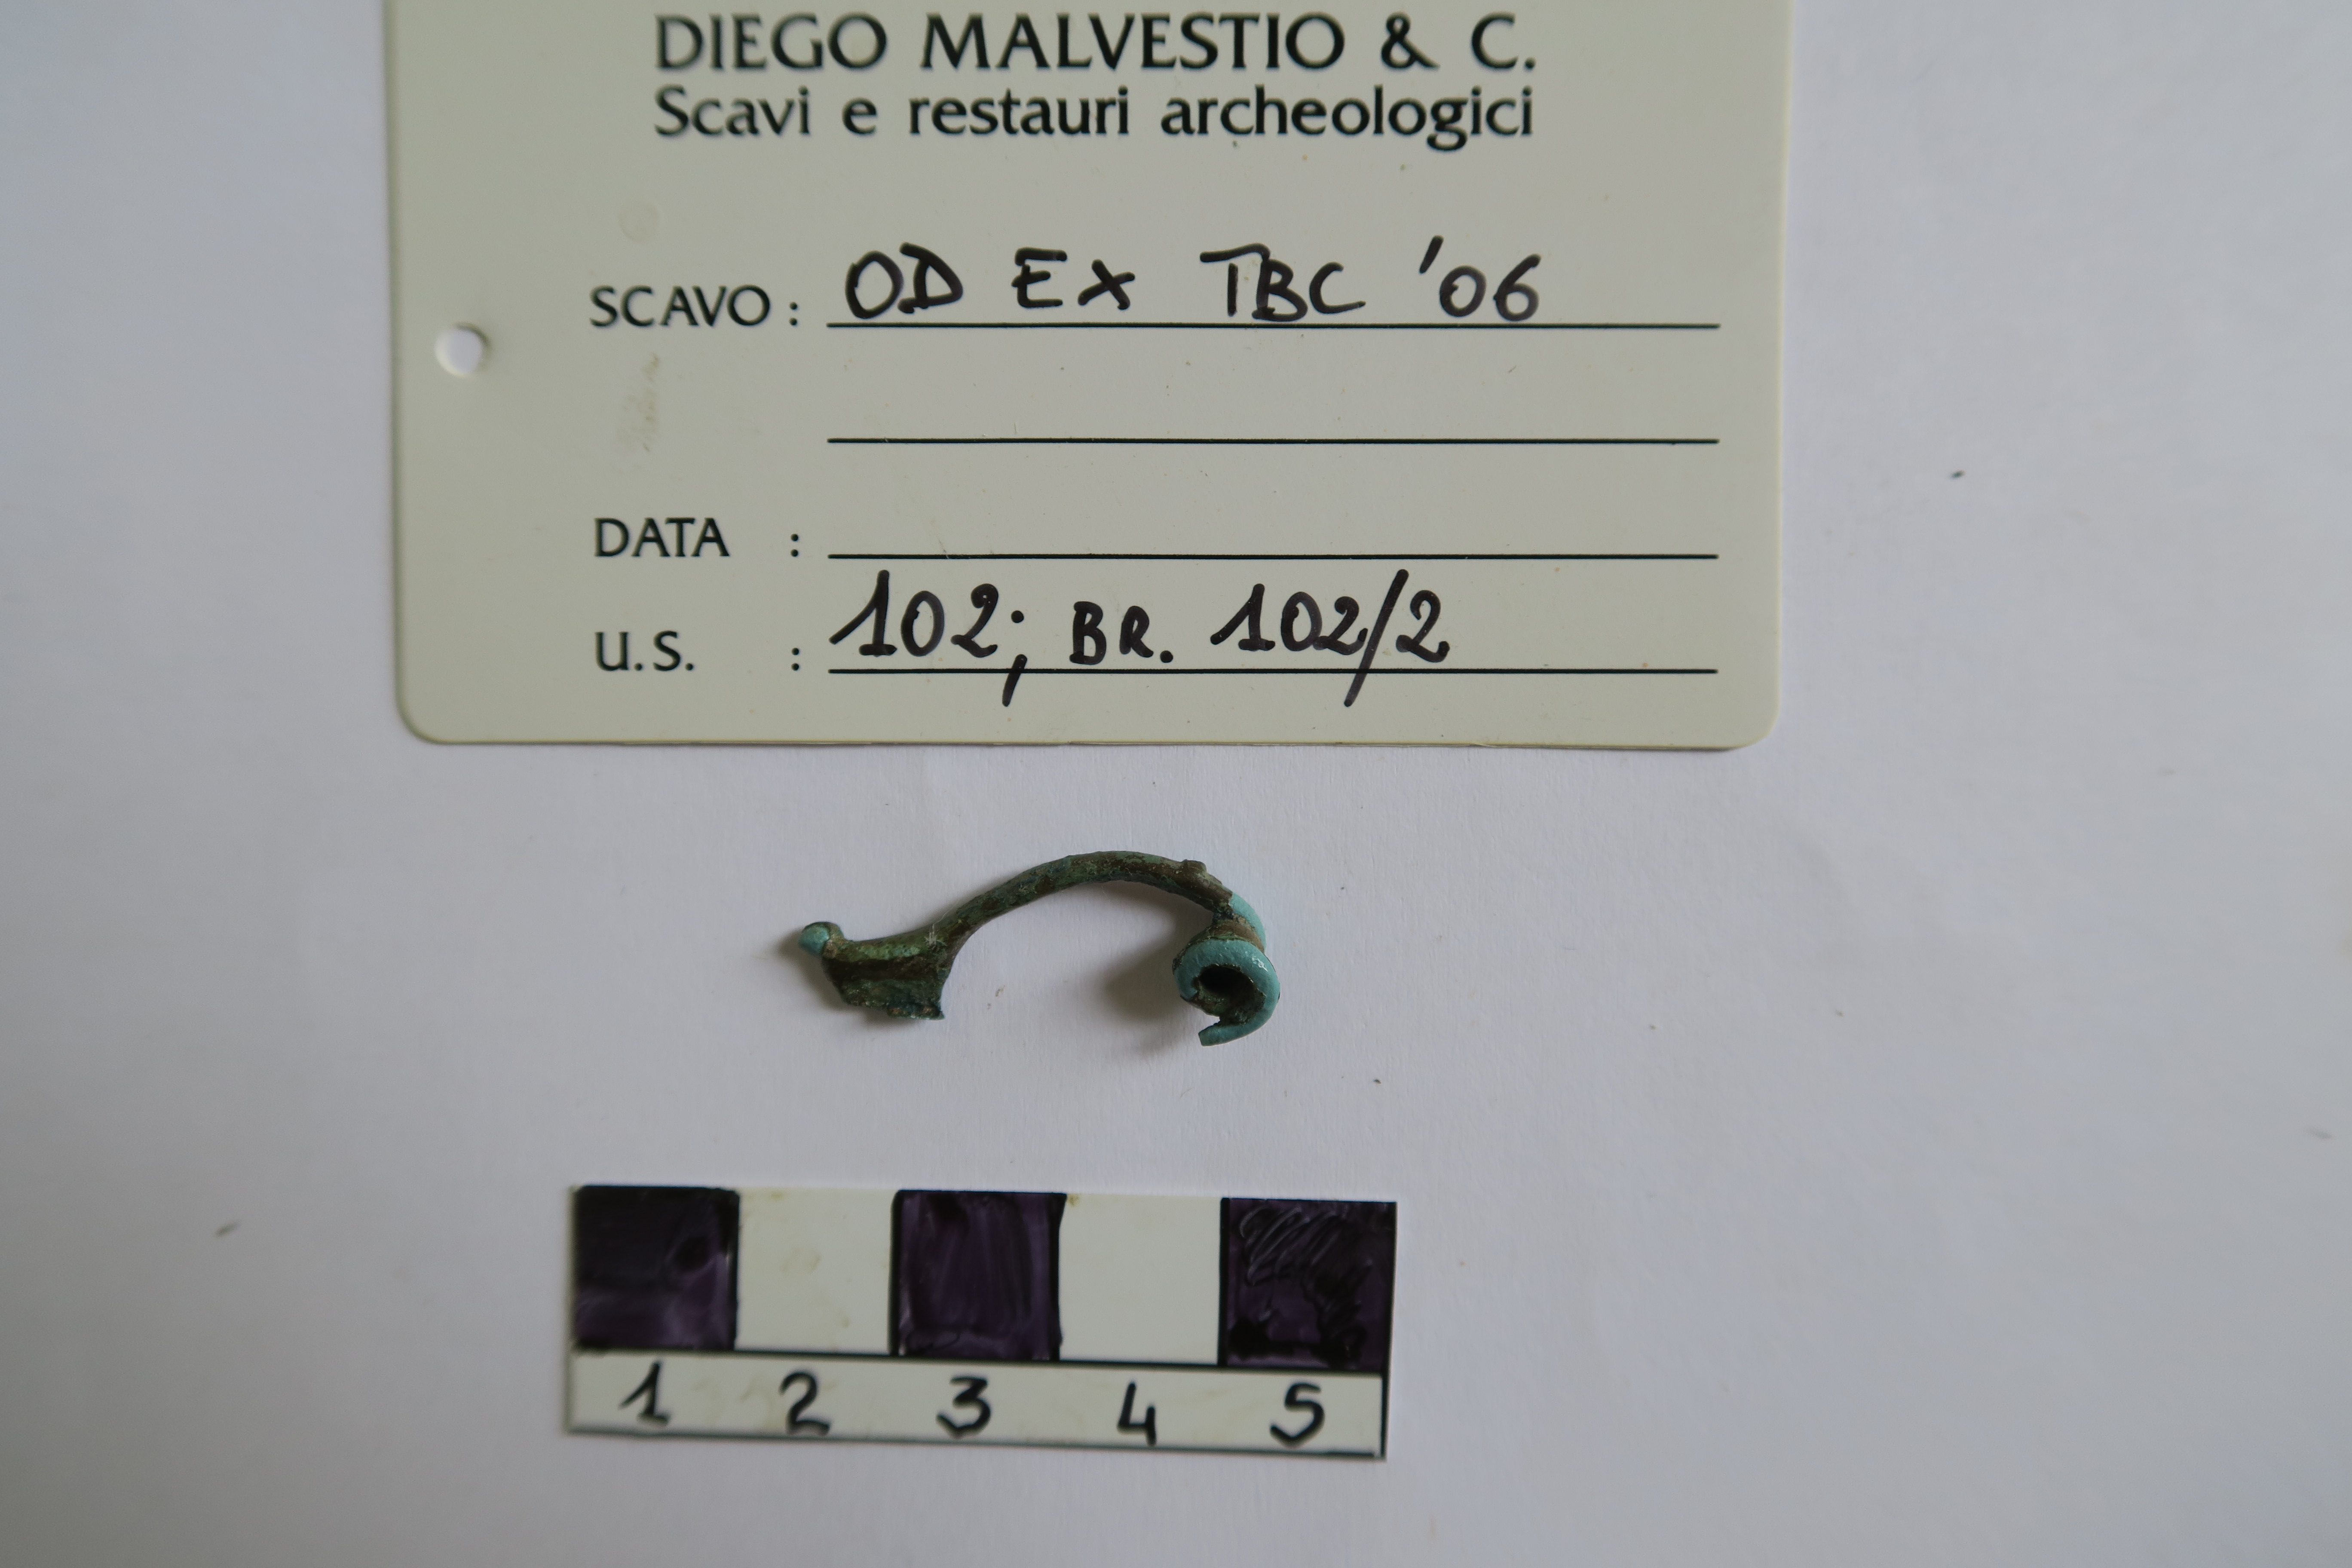 DIEGO MALVESTIO & C.
Scavi e restauri archeologici
SCAVO: OD EX TBC '06
DATA :
U.S. : 102; BR. 102/2
1 2 3 4 5